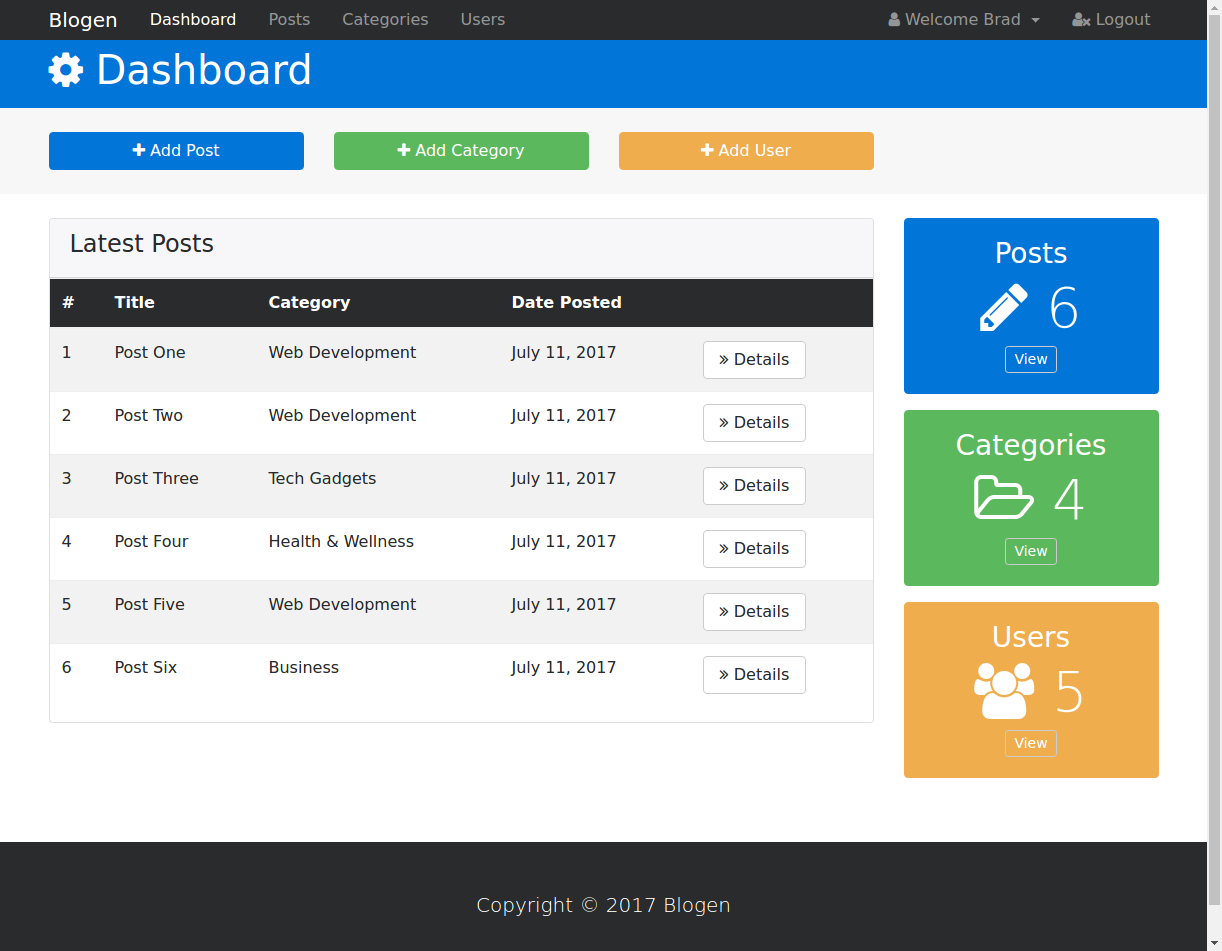 Blogen Dashboard Posts Categories Users Welcome Brad Logout
Dashboard
Add Post Add Category Add User
Latest Posts
# Title Category Date Posted
1 Post One Web Development July 11, 2017 » Details
2 Post Two Web Development July 11, 2017 » Details
3 Post Three Tech Gadgets July 11, 2017 » Details
4 Post Four Health & Wellness July 11, 2017 » Details
5 Post Five Web Development July 11, 2017 » Details
6 Post Six Business July 11, 2017 » Details
Posts
6
View
Categories
4
View
Users
5
View
Copyright © 2017 Blogen